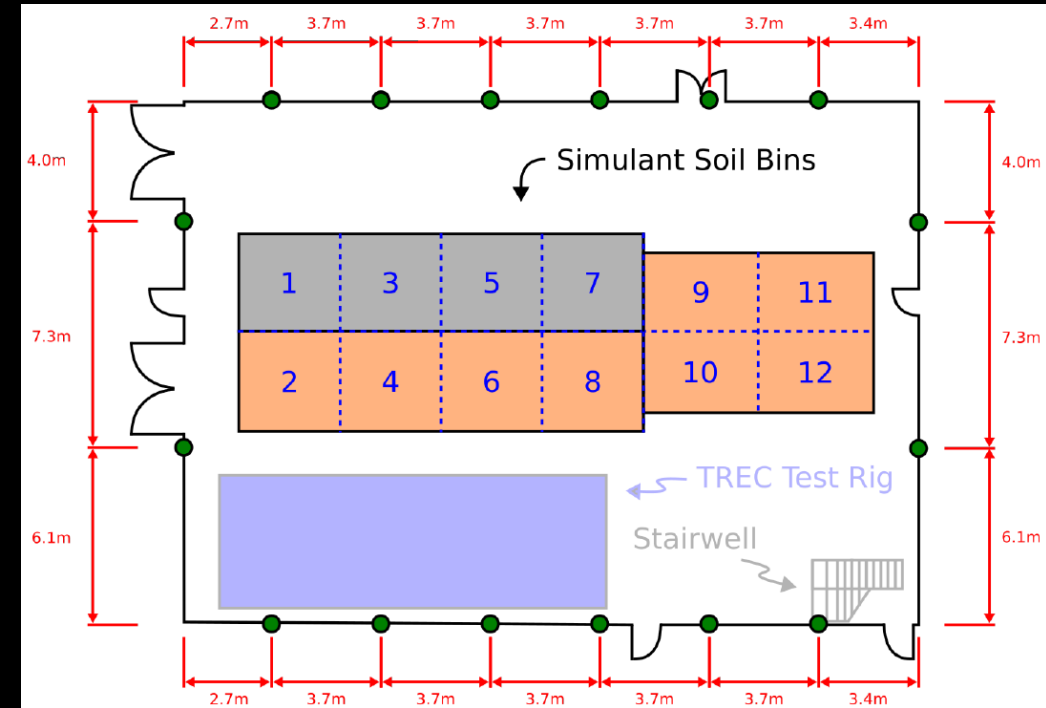 2.7m 3.7m 3.7m 3.7m 3.7m 3.7m 3.4m
4.0m 4.0m
Simulant Soil Bins
1 3 5 7 9 11
7.3m 7.3m
2 4 6 8 10 12
TREC Test Rig
6.1m 6.1m
Stairwell
2.7m 3.7m 3.7m 3.7m 3.7m 3.7m 3.4m